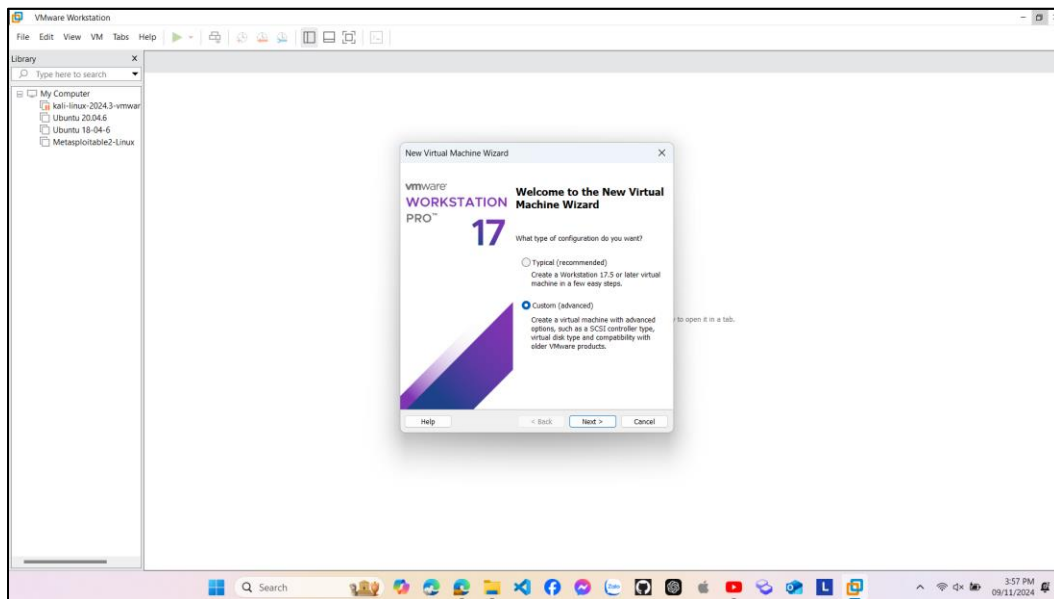 VMware Workstation
File Edit View VM Tabs Help
Library
Type here to search
My Computer
kali-linux-2024.3-vmwar
Ubuntu 20.04.6
Ubuntu 18-04-6
Metasploitable2-Linux
New Virtual Machine Wizard
vmware
WORKSTATION
PRO™
17
Welcome to the New Virtual
Machine Wizard
What type of configuration do you want?
Typical (recommended)
Create a Workstation 17.5 or later virtual
machine in a few easy steps.
Custom (advanced)
Create a virtual machine with advanced
options, such as a SCSI controller type,
virtual disk type and compatibility with
older VMware products.
to open it in a tab.
Help < Back Next > Cancel
Search
Zalo
L
3:57 PM
09/11/2024